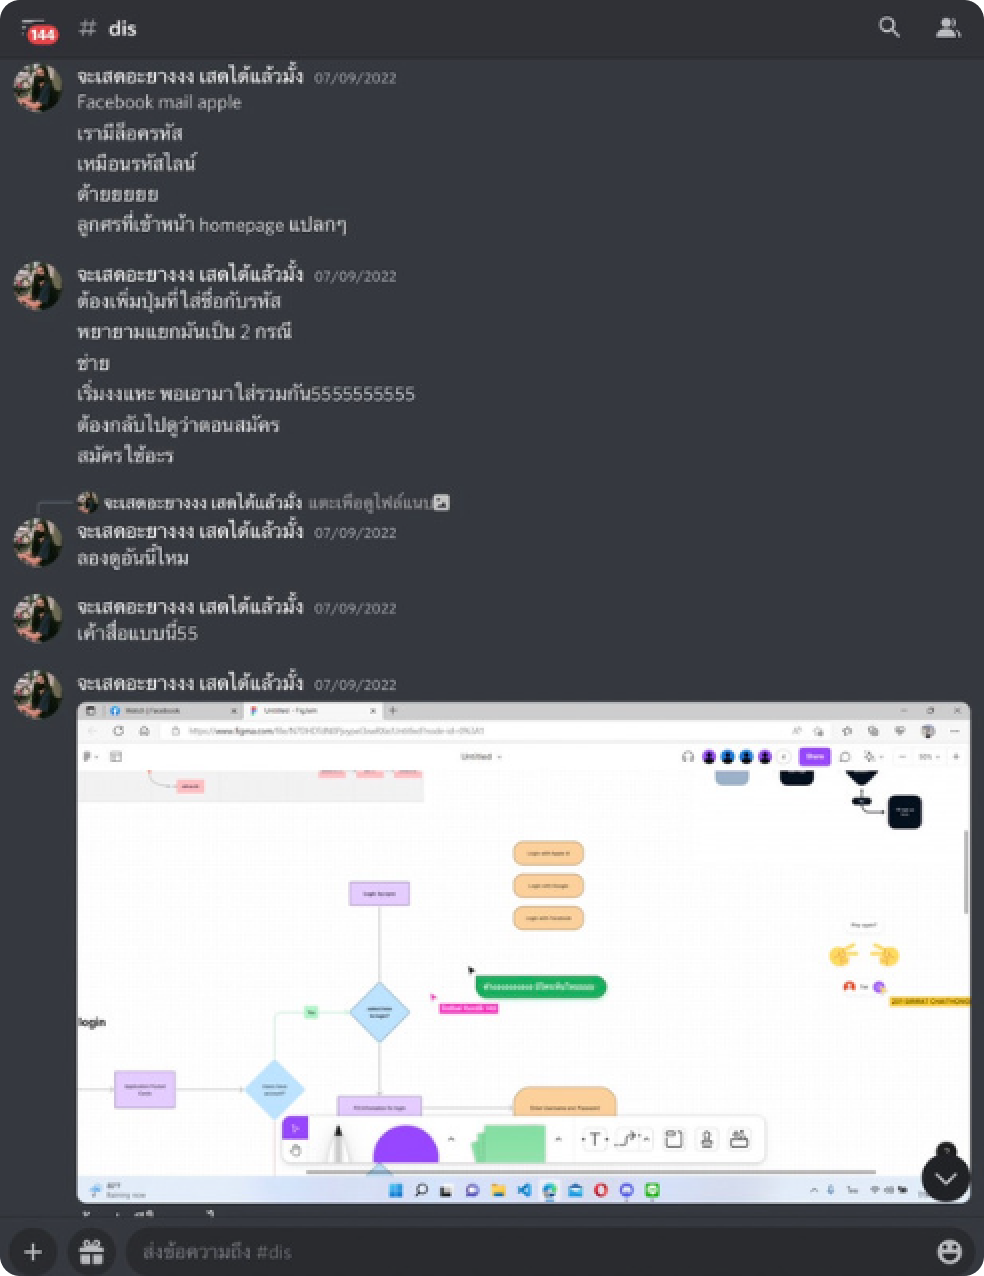 144
# dis
จะเสดอะยางงง เสดได้แล้วมั้ง 07/09/2022
Facebook mail apple
เรามีล็อครหัส
เหมือนรหัสไลน์
ด้ายยยยย
ลูกศรที่เข้าหน้า homepage แปลกๆ
จะเสดอะยางงง เสดได้แล้วมั้ง 07/09/2022
ต้องเพิ่มปุ่มที่ใส่ชื่อกับรหัส
พยายามแยกมันเป็น 2 กรณี
ช่าย
เริ่มงงแหะ พอเอามาใส่รวมกัน5555555555
ต้องกลับไปดูว่าตอนสมัคร
สมัครใช้อะร
จะเสดอะยางงง เสดได้แล้วมั้ง แตะเพื่อดูไฟล์แนบ
จะเสดอะยางงง เสดได้แล้วมั้ง 07/09/2022
ลองดูอันนี้ไหม
จะเสดอะยางงง เสดได้แล้วมั้ง 07/09/2022
เค้าสื่อแบบนี้55
จะเสดอะยางงง เสดได้แล้วมั้ง 07/09/2022
Watch | Facebook
Untitled - FigJam
Untitled
Share
50%
Login with Apple id
Login with Google
Login with Facebook
Yes
login
Fill information for login
Enter Username and Password
82°F
Raining now
ส่งข้อความถึง #dis